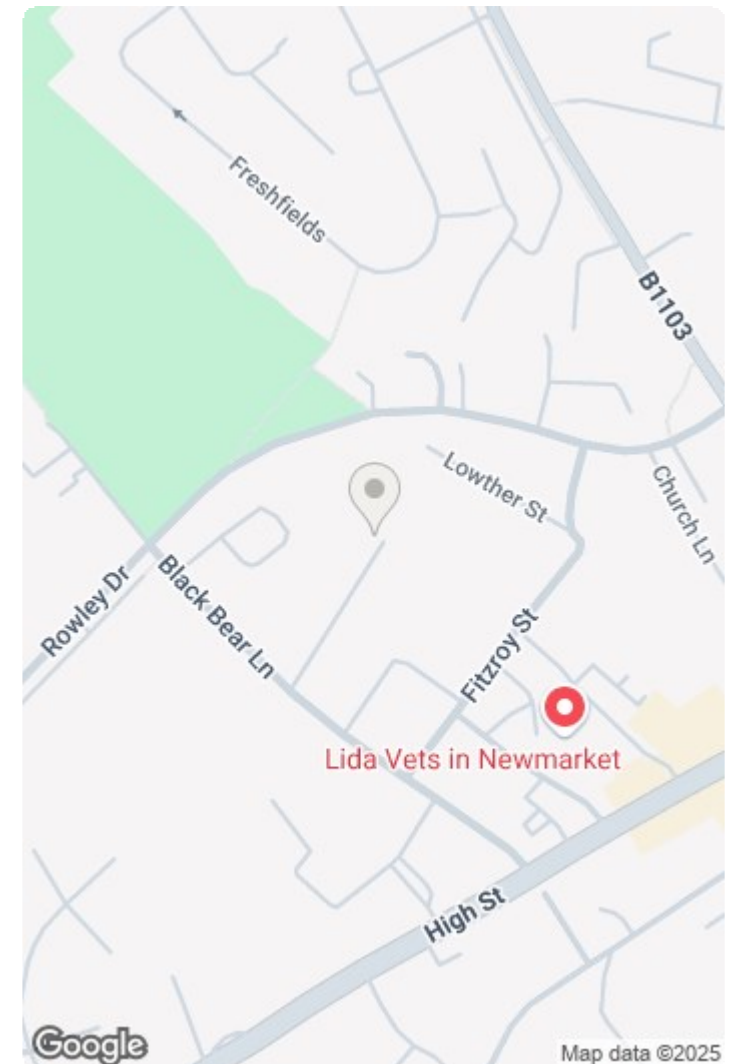 Freshfields
B1103
Lowther St
Church Ln
Rowley Dr
Black Bear Ln
Fitzroy St
Lida Vets in Newmarket
High St
Google
Map data ©2025